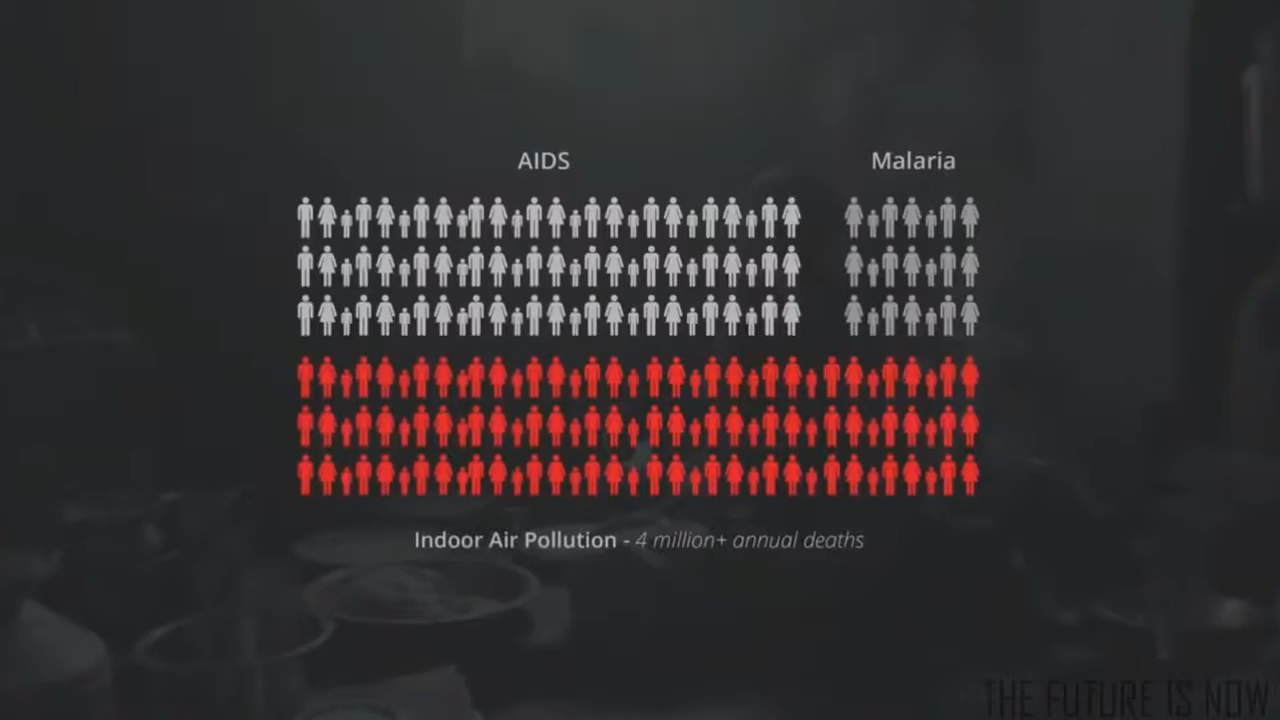 AIDS
Malaria
Indoor Air Pollution - 4 million+ annual deaths
THE FUTURE IS NOW